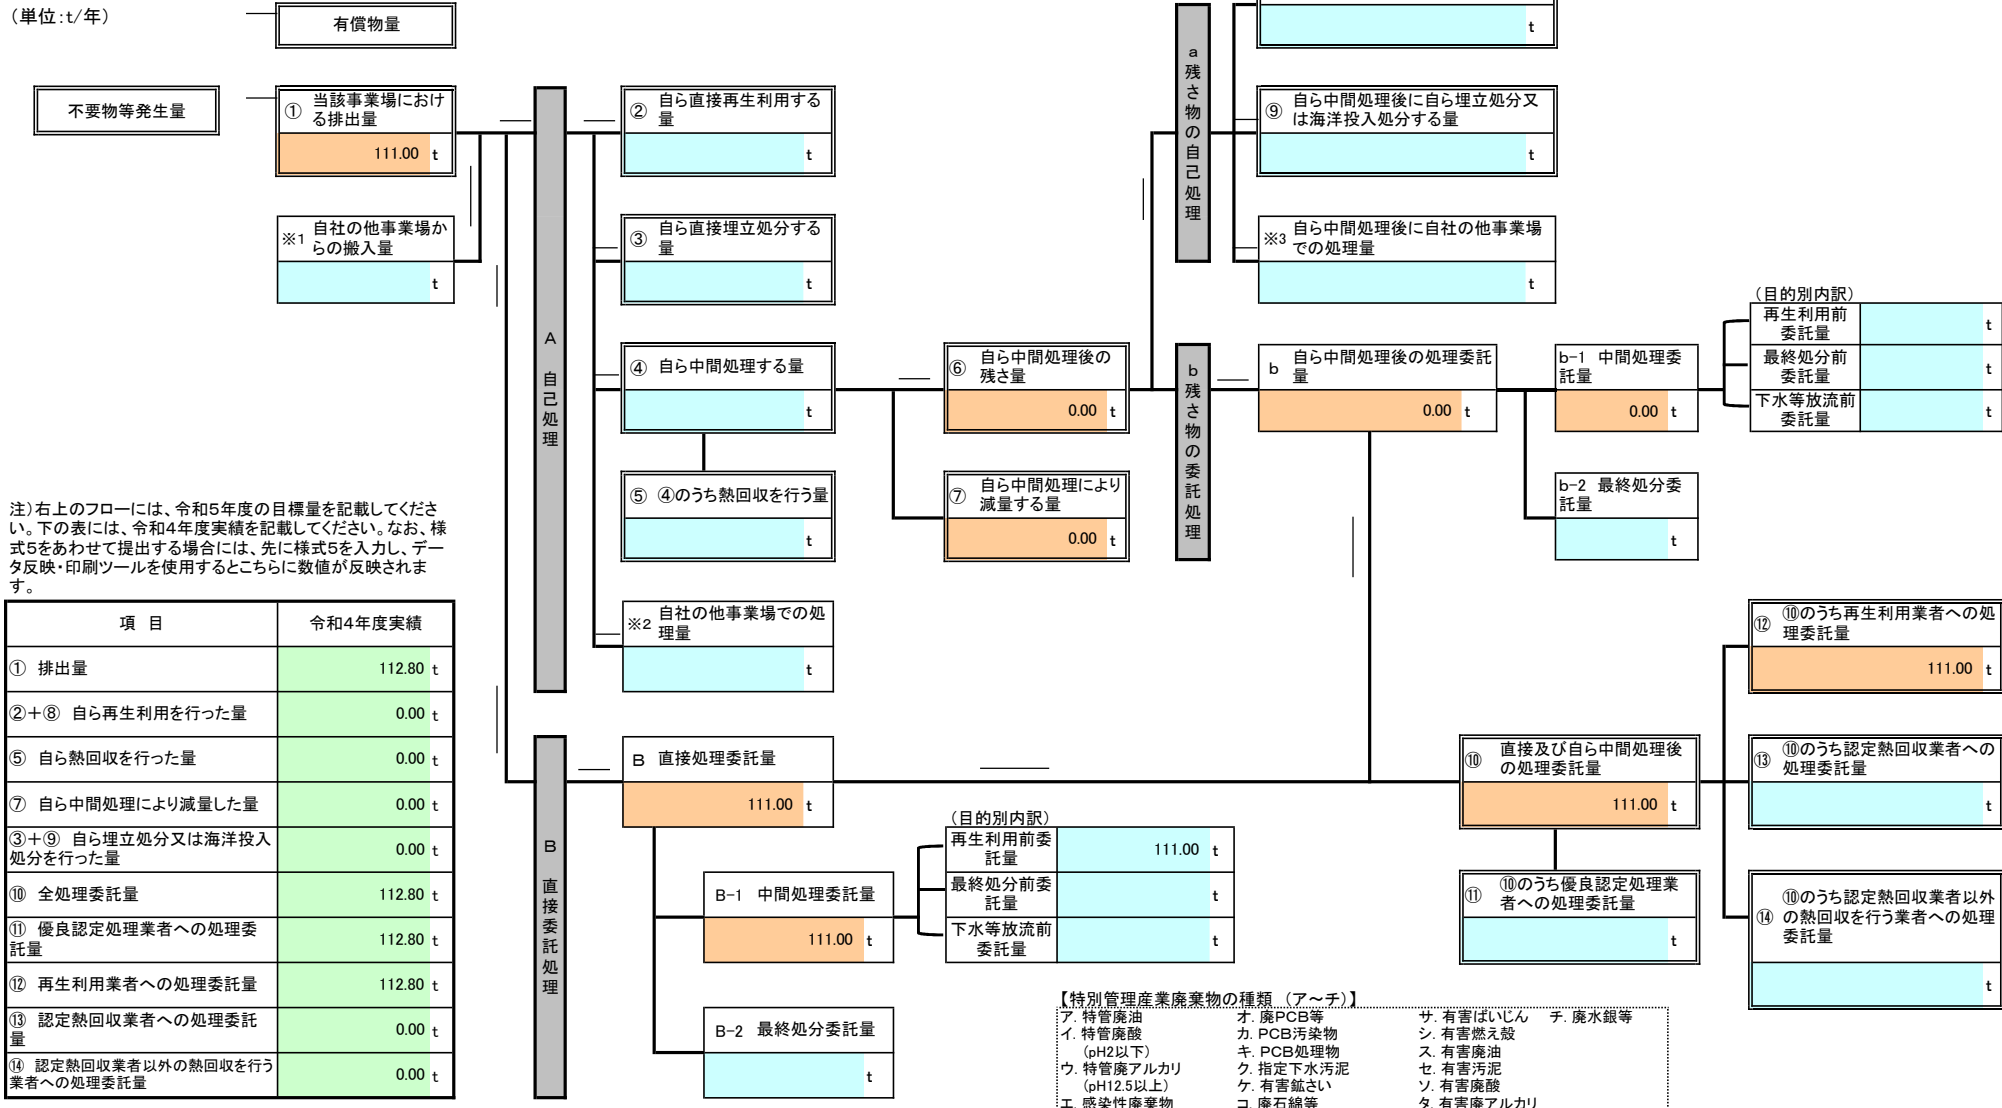 (単位:t/年)
有償物量
t
不要物等発生量
① 当該事業場におけ
る排出量
111.00 t
※1 自社の他事業場か
らの搬入量
t
A 自己処理
② 自ら直接再生利用する
量
t
③ 自ら直接埋立処分する
量
t
④ 自ら中間処理する量
t
⑤ ④のうち熱回収を行う量
t
※2 自社の他事業場での処
理量
t
⑥ 自ら中間処理後の
残さ量
0.00 t
⑦ 自ら中間処理により
減量する量
0.00 t
a 残さ物の自己処理
⑨ 自ら中間処理後に自ら埋立処分又
は海洋投入処分する量
t
※3 自ら中間処理後に自社の他事業場
での処理量
t
b 残さ物の委託処理
b 自ら中間処理後の処理委託
量
0.00 t
b-1 中間処理委
託量
0.00 t
(目的別内訳)
再生利用前
委託量
t
最終処分前
委託量
t
下水等放流前
委託量
t
b-2 最終処分委
託量
t
注)右上のフローには、令和5年度の目標量を記載してくださ
い。下の表には、令和4年度実績を記載してください。なお、様
式5をあわせて提出する場合には、先に様式5を入力し、デー
タ反映・印刷ツールを使用するとこちらに数値が反映されま
す。
項 目 令和4年度実績
① 排出量 112.80 t
②+⑧ 自ら再生利用を行った量 0.00 t
⑤ 自ら熱回収を行った量 0.00 t
⑦ 自ら中間処理により減量した量 0.00 t
③+⑨ 自ら埋立処分又は海洋投入
処分を行った量 0.00 t
⑩ 全処理委託量 112.80 t
⑪ 優良認定処理業者への処理委
託量 112.80 t
⑫ 再生利用業者への処理委託量 112.80 t
⑬ 認定熱回収業者への処理委託
量 0.00 t
⑭ 認定熱回収業者以外の熱回収を行う
業者への処理委託量 0.00 t
B 直接委託処理
B 直接処理委託量
111.00 t
B-1 中間処理委託量
111.00 t
(目的別内訳)
再生利用前委
託量
111.00 t
最終処分前委
託量
t
下水等放流前
委託量
t
B-2 最終処分委託量
t
⑩ 直接及び自ら中間処理後
の処理委託量
111.00 t
⑪ ⑩のうち優良認定処理業
者への処理委託量
t
⑫ ⑩のうち再生利用業者への処
理委託量
111.00 t
⑬ ⑩のうち認定熱回収業者への
処理委託量
t
⑭ ⑩のうち認定熱回収業者以外
の熱回収を行う業者への処理
委託量
t
【特別管理産業廃棄物の種類 (ア~チ)】
ア. 特管廃油 オ. 廃PCB等 サ. 有害ばいじん チ. 廃水銀等
イ. 特管廃酸 カ. PCB汚染物 シ. 有害燃え殻
(pH2以下) キ. PCB処理物 ス. 有害廃油
ウ. 特管廃アルカリ ク. 指定下水汚泥 セ. 有害汚泥
(pH12.5以上) ケ. 有害鉱さい ソ. 有害廃酸
エ. 感染性廃棄物 コ. 廃石綿等 タ. 有害廃アルカリ